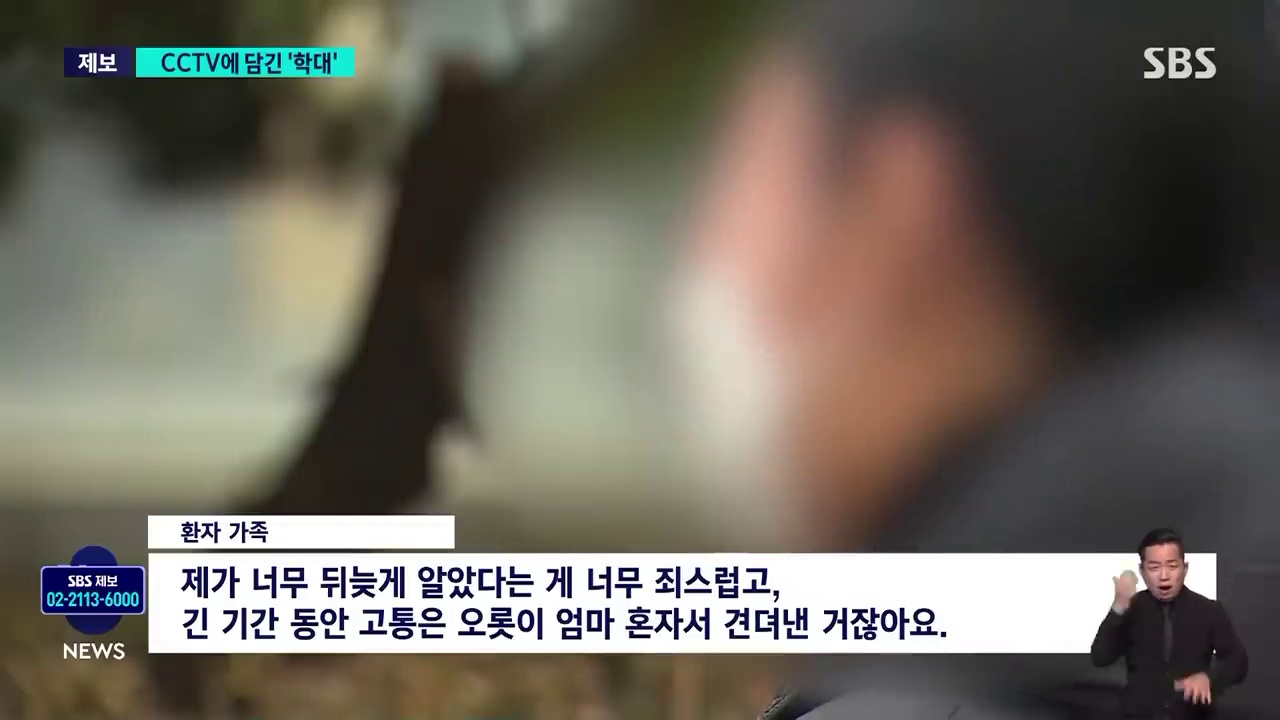 제보 CCTV에 담긴 '학대'
SBS
환자 가족
제가 너무 뒤늦게 알았다는 게 너무 죄스럽고,
긴 기간 동안 고통은 오롯이 엄마 혼자서 견뎌낸 거잖아요.
SBS 제보
02-2113-6000
NEWS